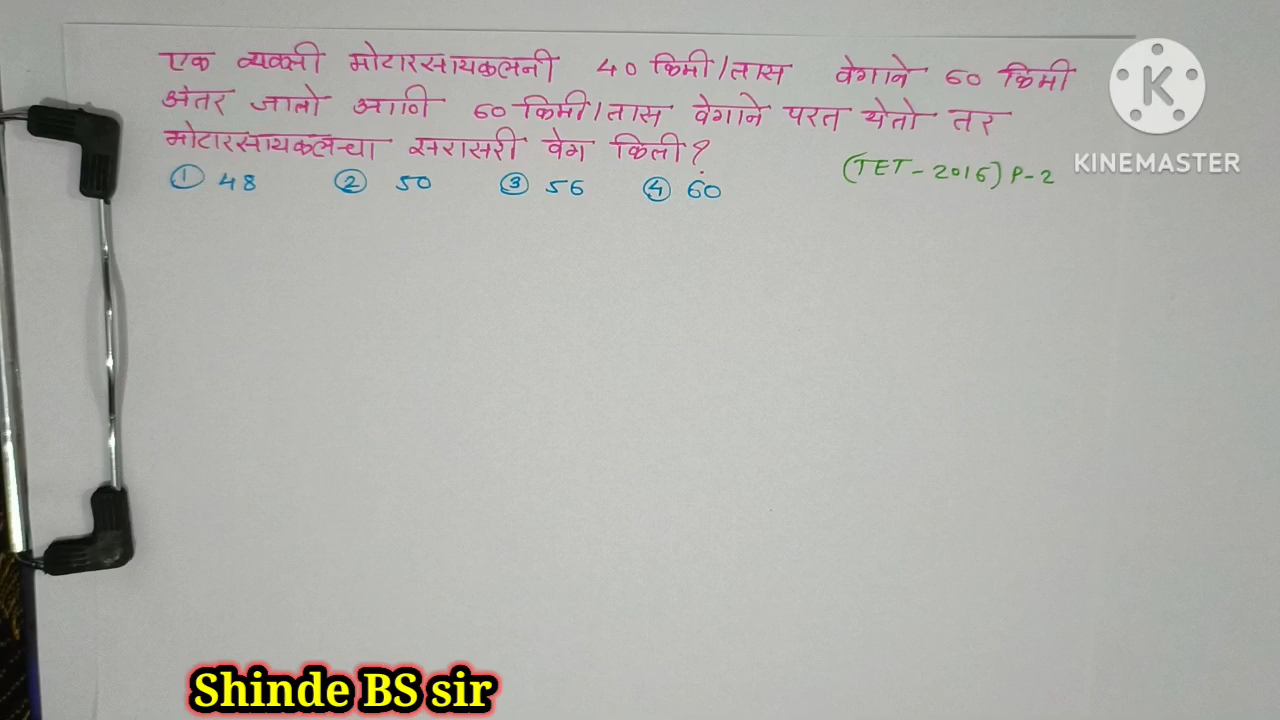 एक व्यक्ती मोटारसायकलनी 40 किमी/तास वेगाने 60 किमी
अंतर जातो आणि 60 किमी/तास वेगाने परत येतो तर
मोटारसायकलचा सरासरी वेग किती?
(TET - 2016) P-2
① 48 ② 50 ③ 56 ④ 60
K
KINEMASTER
Shinde BS sir